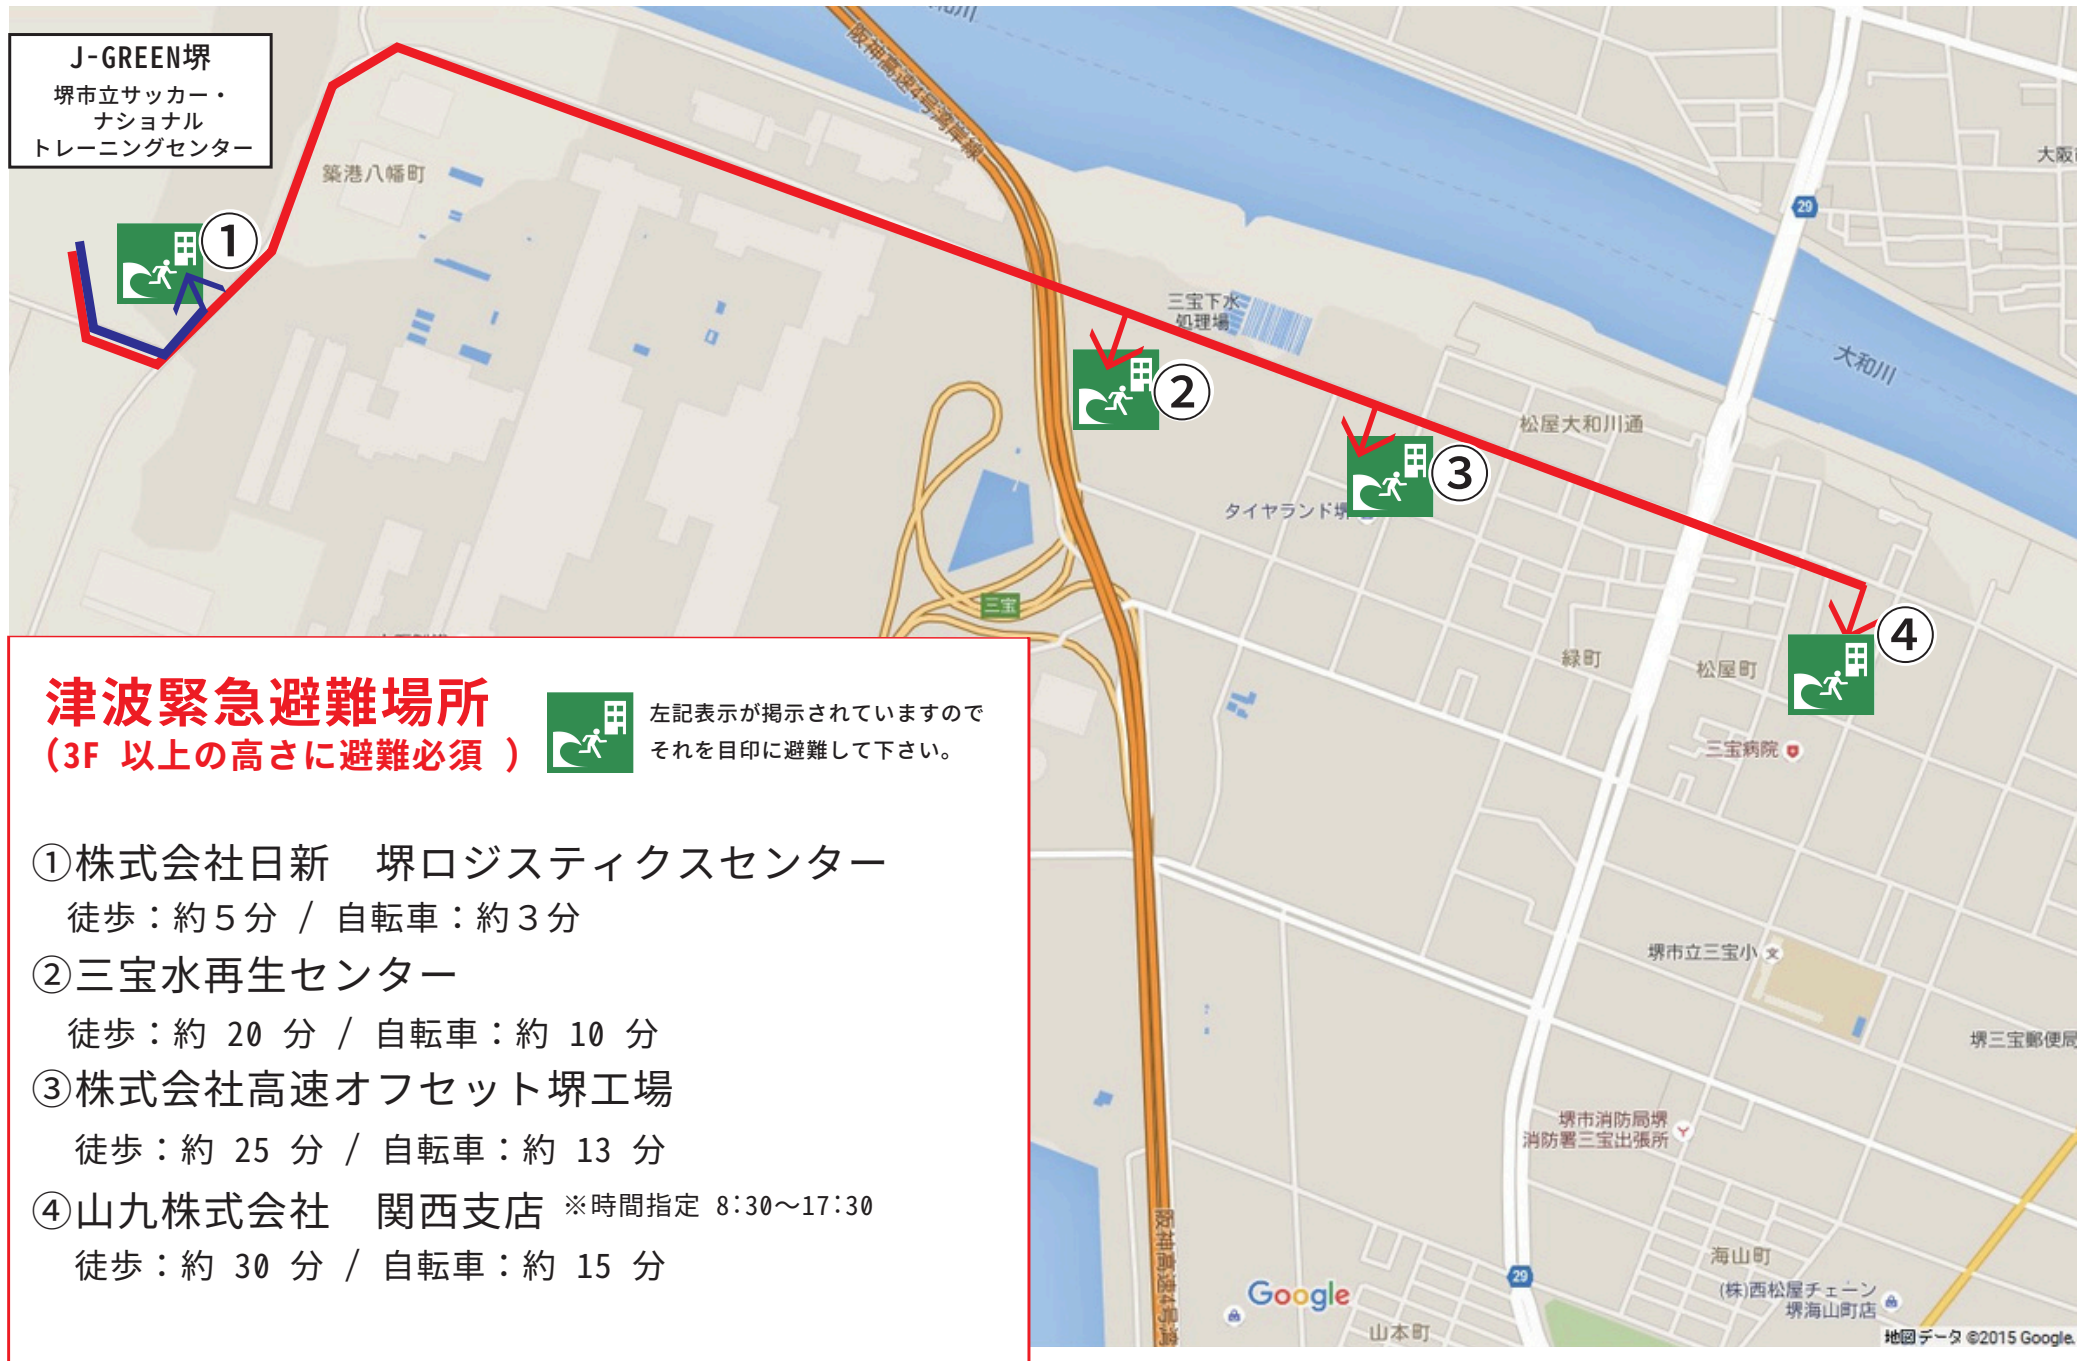 J-GREEN堺
堺市立サッカー・
ナショナル
トレーニングセンター
築港八幡町
①
阪神高速4号湾岸線
29
大和川
三宝下水
処理場
②
松屋大和川通
③
タイヤランド堺
三宝
緑町
松屋町
④
三宝病院
津波緊急避難場所
(3F 以上の高さに避難必須 )
左記表示が掲示されていますので
それを目印に避難して下さい。
①株式会社日新 堺ロジスティクスセンター
徒歩：約５分 / 自転車：約３分
②三宝水再生センター
徒歩：約 20 分 / 自転車：約 10 分
③株式会社高速オフセット堺工場
徒歩：約 25 分 / 自転車：約 13 分
④山九株式会社 関西支店 ※時間指定 8:30〜17:30
徒歩：約 30 分 / 自転車：約 15 分
堺市立三宝小
文
堺三宝郵便局
堺市消防局堺
消防署三宝出張所
阪神高速4号湾
29
海山町
(株)西松屋チェーン
堺海山町店
Google
山本町
地図データ ©2015 Google,